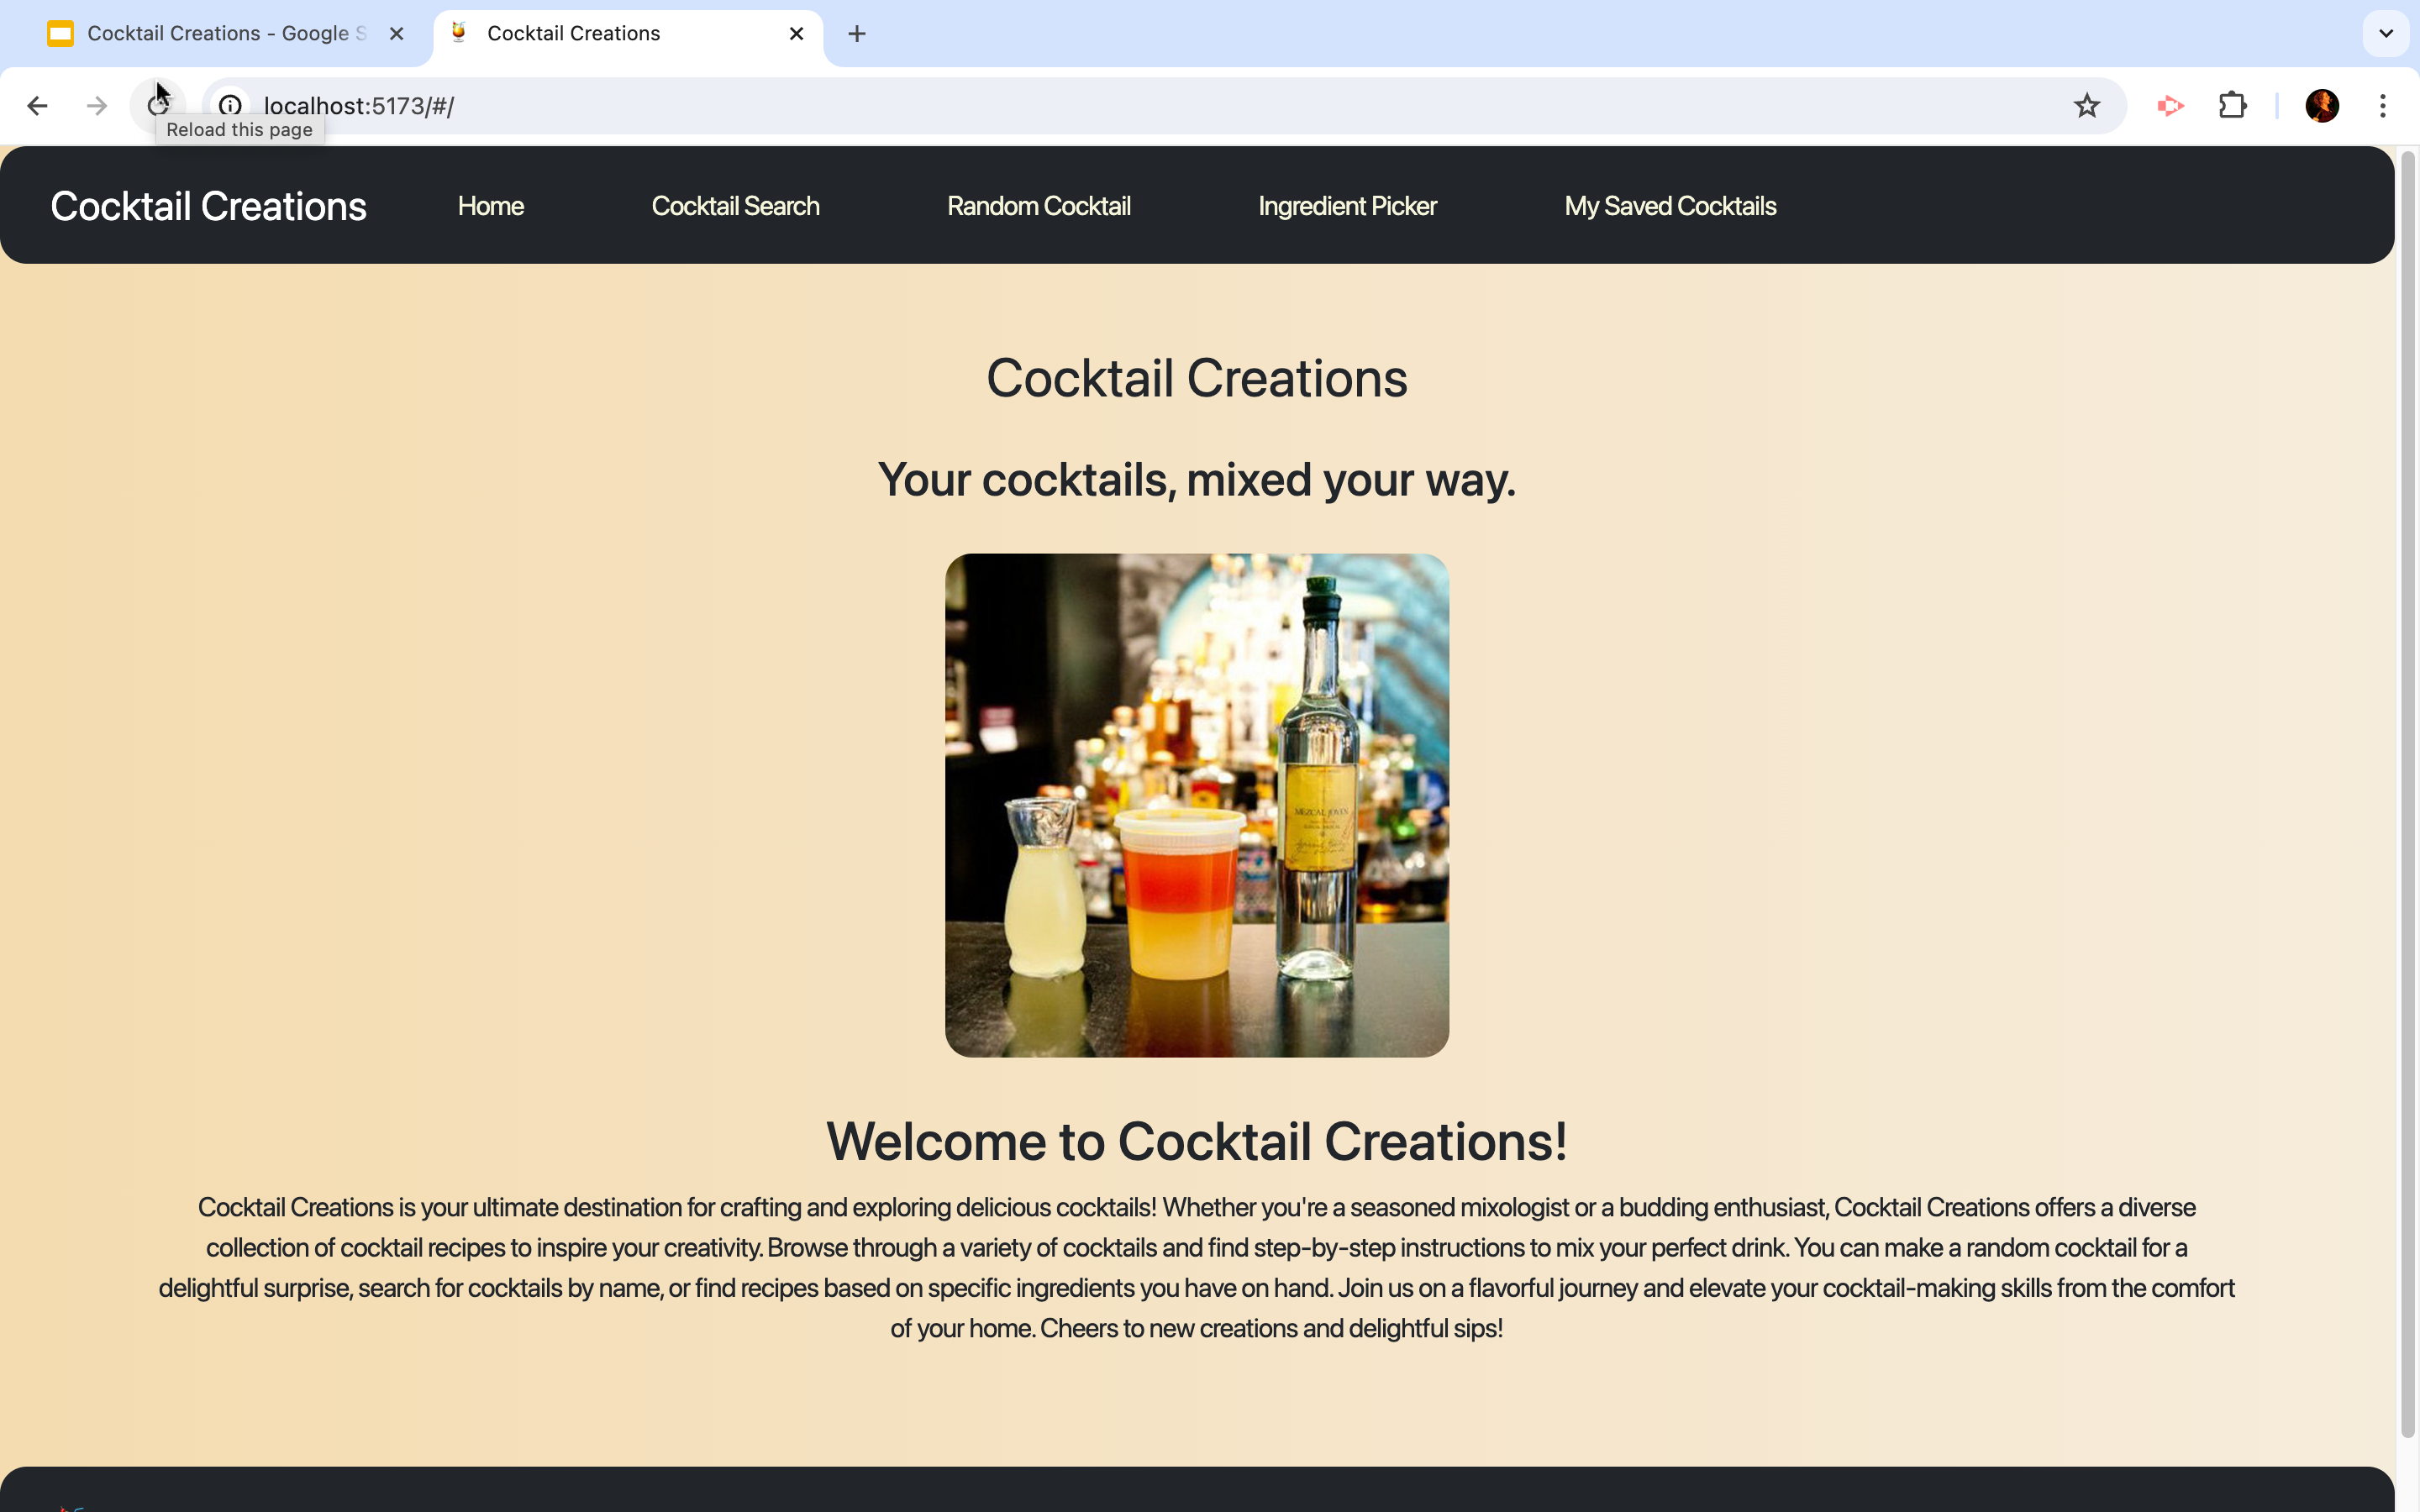 Cocktail Creations - Google S
Cocktail Creations
localhost:5173/#/
Reload this page
Cocktail Creations
Home
Cocktail Search
Random Cocktail
Ingredient Picker
My Saved Cocktails
Cocktail Creations
Your cocktails, mixed your way.
MEZCAL JOVEN
Welcome to Cocktail Creations!
Cocktail Creations is your ultimate destination for crafting and exploring delicious cocktails! Whether you're a seasoned mixologist or a budding enthusiast, Cocktail Creations offers a diverse
collection of cocktail recipes to inspire your creativity. Browse through a variety of cocktails and find step-by-step instructions to mix your perfect drink. You can make a random cocktail for a
delightful surprise, search for cocktails by name, or find recipes based on specific ingredients you have on hand. Join us on a flavorful journey and elevate your cocktail-making skills from the comfort
of your home. Cheers to new creations and delightful sips!